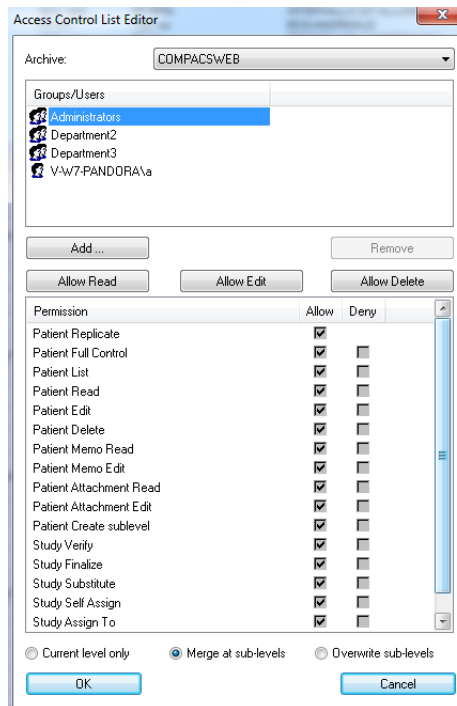 Access Control List Editor
Archive: COMPACSWEB
Groups/Users
Administrators
Department2
Department3
V-W7-PANDORA\a
Add ... Remove
Allow Read Allow Edit Allow Delete
Permission Allow Deny
Patient Replicate
Patient Full Control
Patient List
Patient Read
Patient Edit
Patient Delete
Patient Memo Read
Patient Memo Edit
Patient Attachment Read
Patient Attachment Edit
Patient Create sublevel
Study Verify
Study Finalize
Study Substitute
Study Self Assign
Study Assign To
Current level only Merge at sub-levels Overwrite sub-levels
OK Cancel